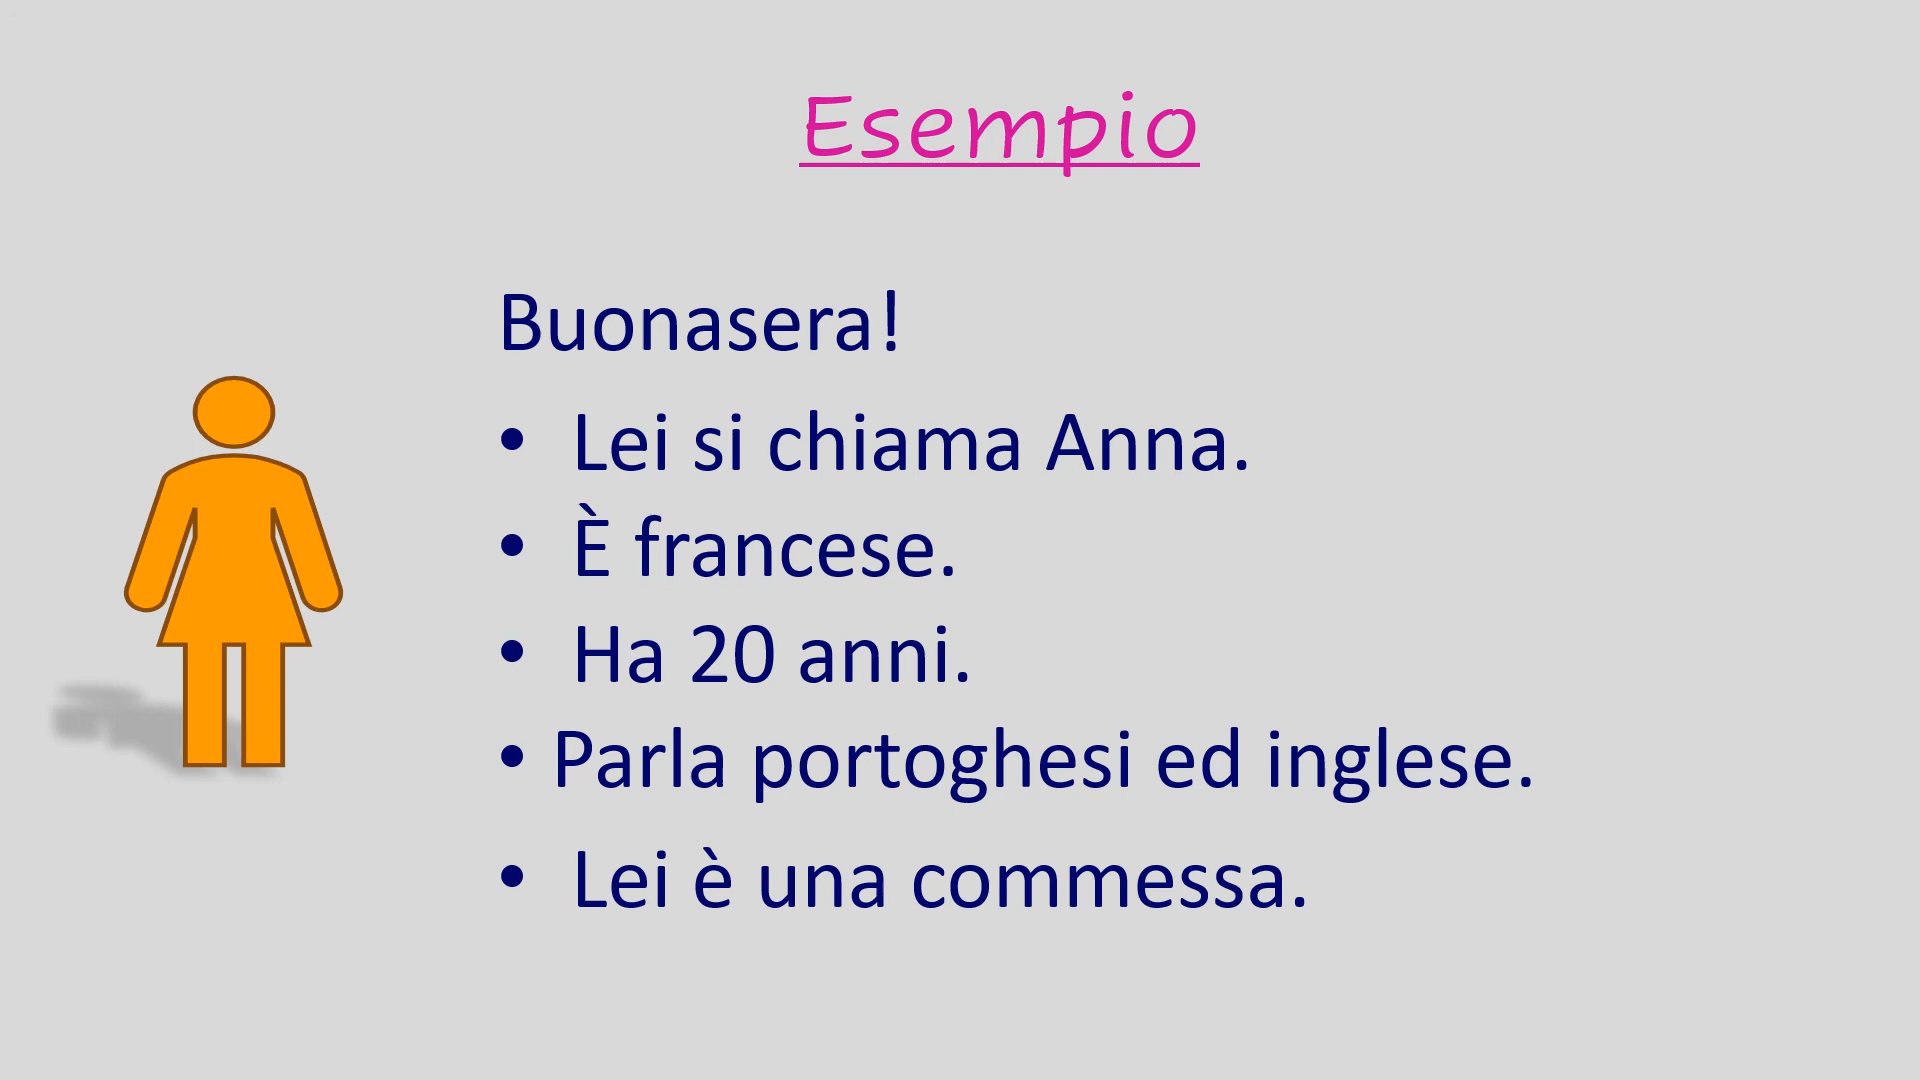 Esempio
Buonasera!
• Lei si chiama Anna.
• È francese.
• Ha 20 anni.
• Parla portoghesi ed inglese.
• Lei è una commessa.